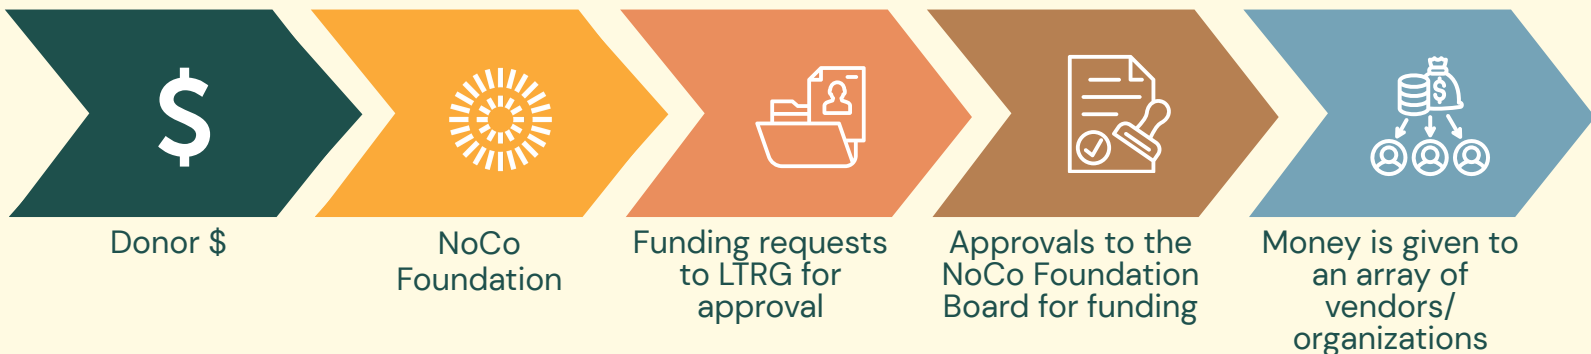 $
$
Donor $
NoCo
Foundation
Funding requests
to LTRG for
approval
Approvals to the
NoCo Foundation
Board for funding
Money is given to
an array of
vendors/
organizations